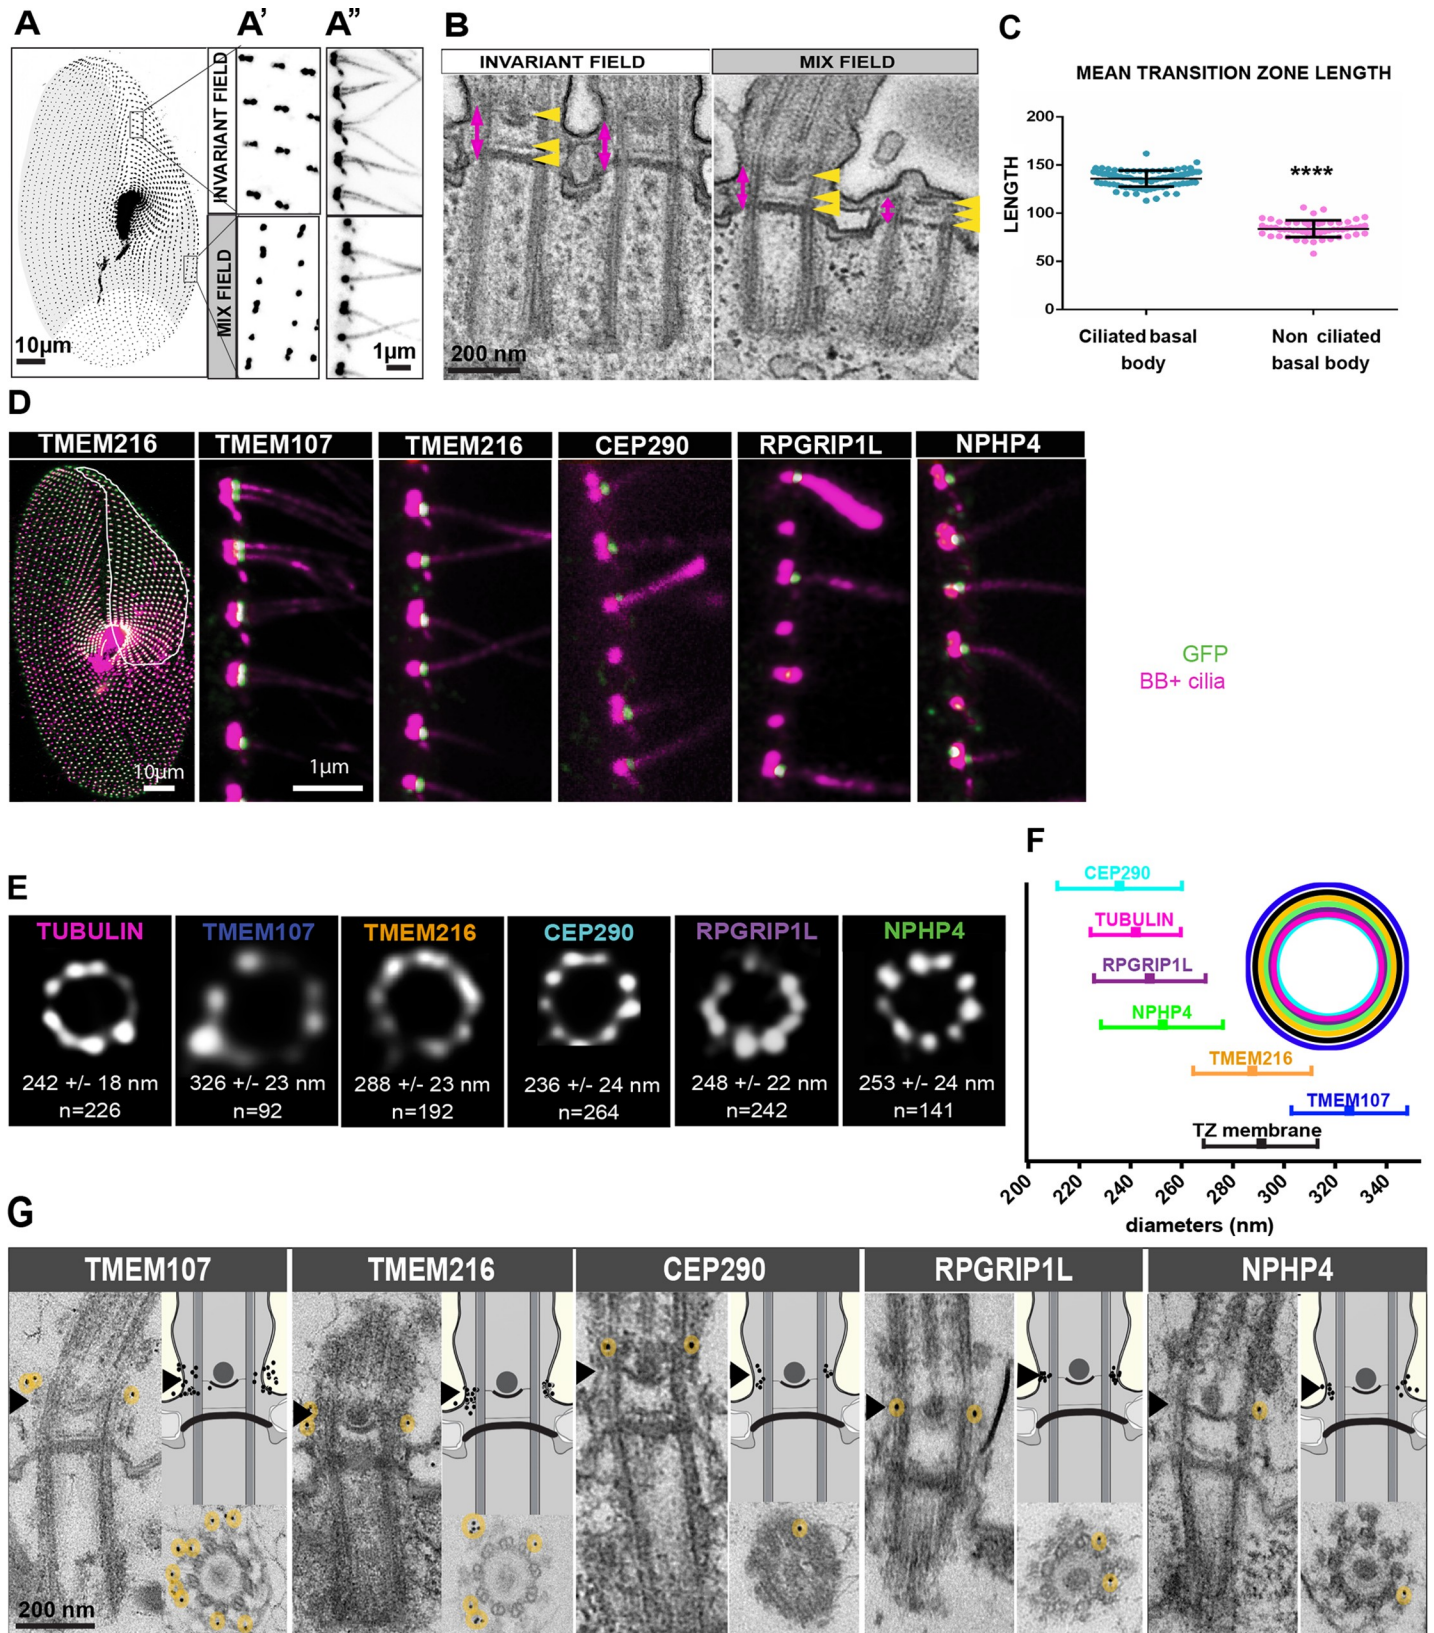 A
A'
A"
INVARIANT FIELD
MIX FIELD
10µm
1µm
B
INVARIANT FIELD
MIX FIELD
200 nm
C
MEAN TRANSITION ZONE LENGTH
LENGTH
200
150
100
50
0
****
Ciliated basal
body
Non ciliated
basal body
D
TMEM216
TMEM107
TMEM216
CEP290
RPGRIP1L
NPHP4
10µm
1µm
GFP
BB+ cilia
E
TUBULIN
242 +/- 18 nm
n=226
TMEM107
326 +/- 23 nm
n=92
TMEM216
288 +/- 23 nm
n=192
CEP290
236 +/- 24 nm
n=264
RPGRIP1L
248 +/- 22 nm
n=242
NPHP4
253 +/- 24 nm
n=141
F
CEP290
TUBULIN
RPGRIP1L
NPHP4
TMEM216
TMEM107
TZ membrane
200
220
240
260
280
300
320
340
diameters (nm)
G
TMEM107
TMEM216
CEP290
RPGRIP1L
NPHP4
200 nm